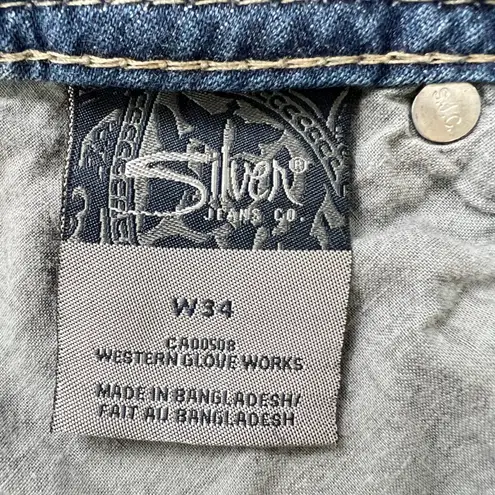 S.J.C.
Silver®
JEANS CO.
W34
CA00508
WESTERN GLOVE WORKS
MADE IN BANGLADESH/
FAIT AU BANGLADESH